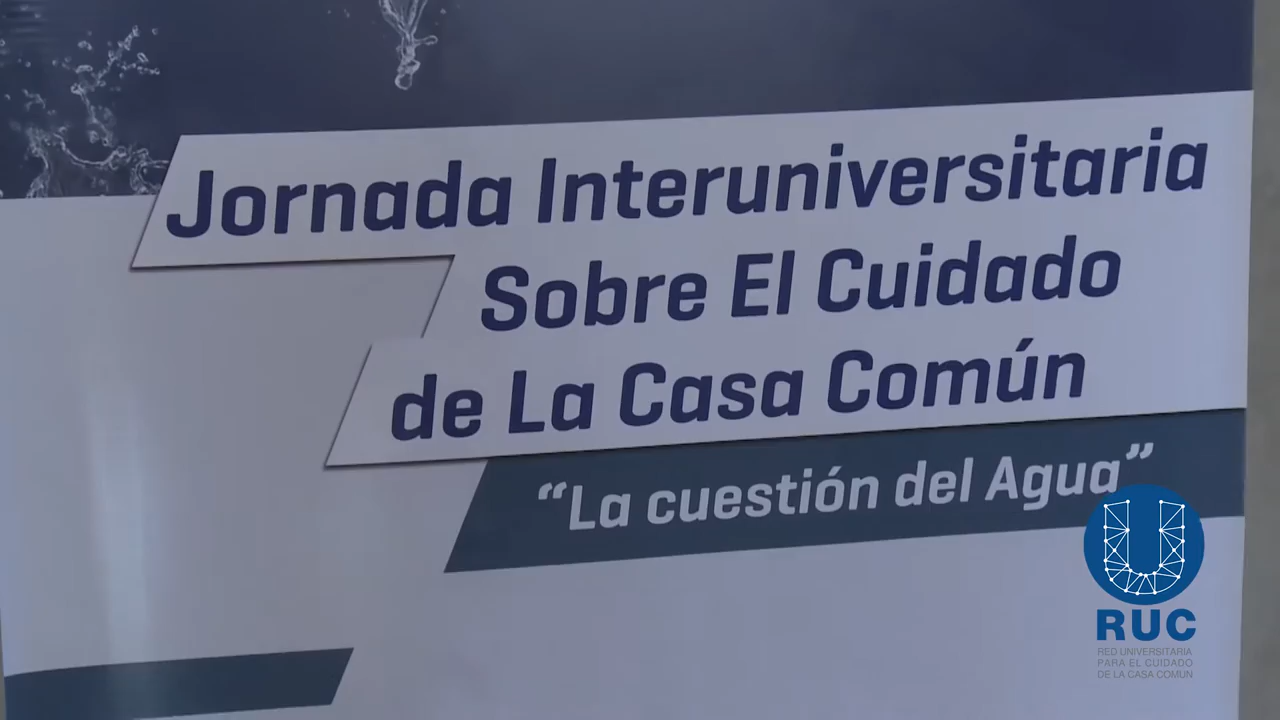 Jornada Interuniversitaria
Sobre El Cuidado
de La Casa Común
“La cuestión del Agua”
RUC
RED UNIVERSITARIA
PARA EL CUIDADO
DE LA CASA COMÚN